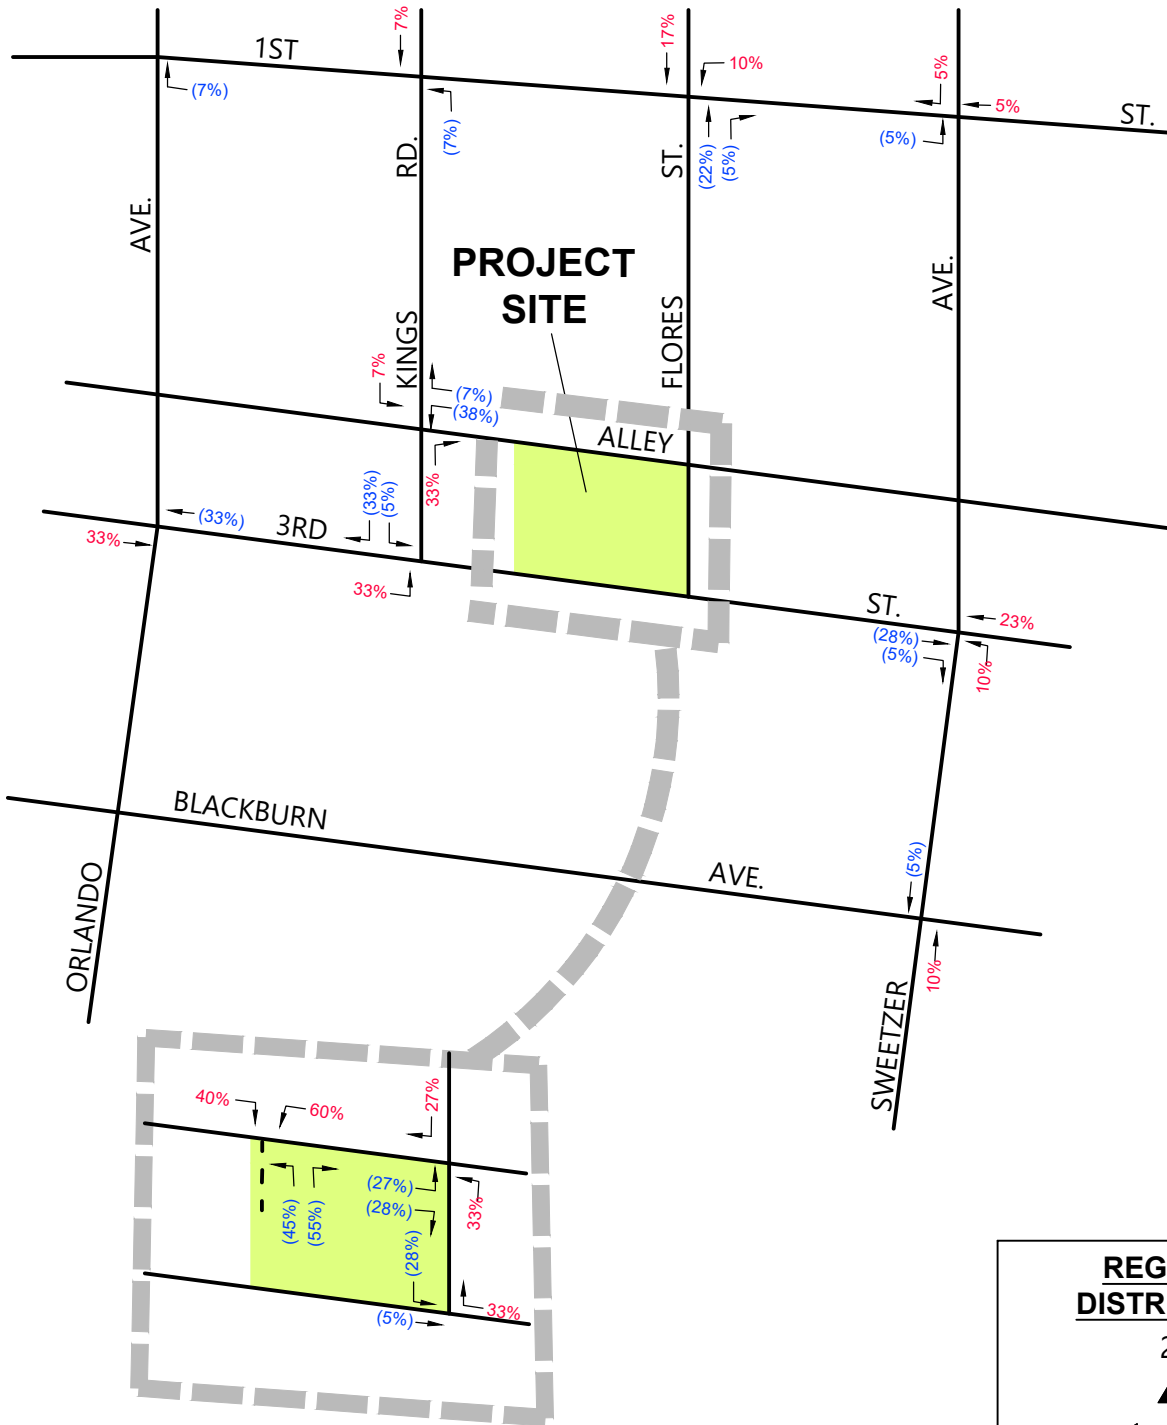 7%
17%
1ST
10%
5%
5%
ST.
(7%)
(7%)
RD.
ST.
(22%)
(5%)
(5%)
AVE.
PROJECT
SITE
AVE.
KINGS
FLORES
7%
(7%)
(38%)
ALLEY
33%
(33%)
(5%)
(33%)
3RD
33%
33%
ST.
23%
(28%)
(5%)
10%
BLACKBURN
AVE.
(5%)
ORLANDO
10%
SWEETZER
40%
60%
27%
(27%)
(28%)
33%
(45%)
(55%)
(28%)
33%
(5%)
REG
DISTR
2